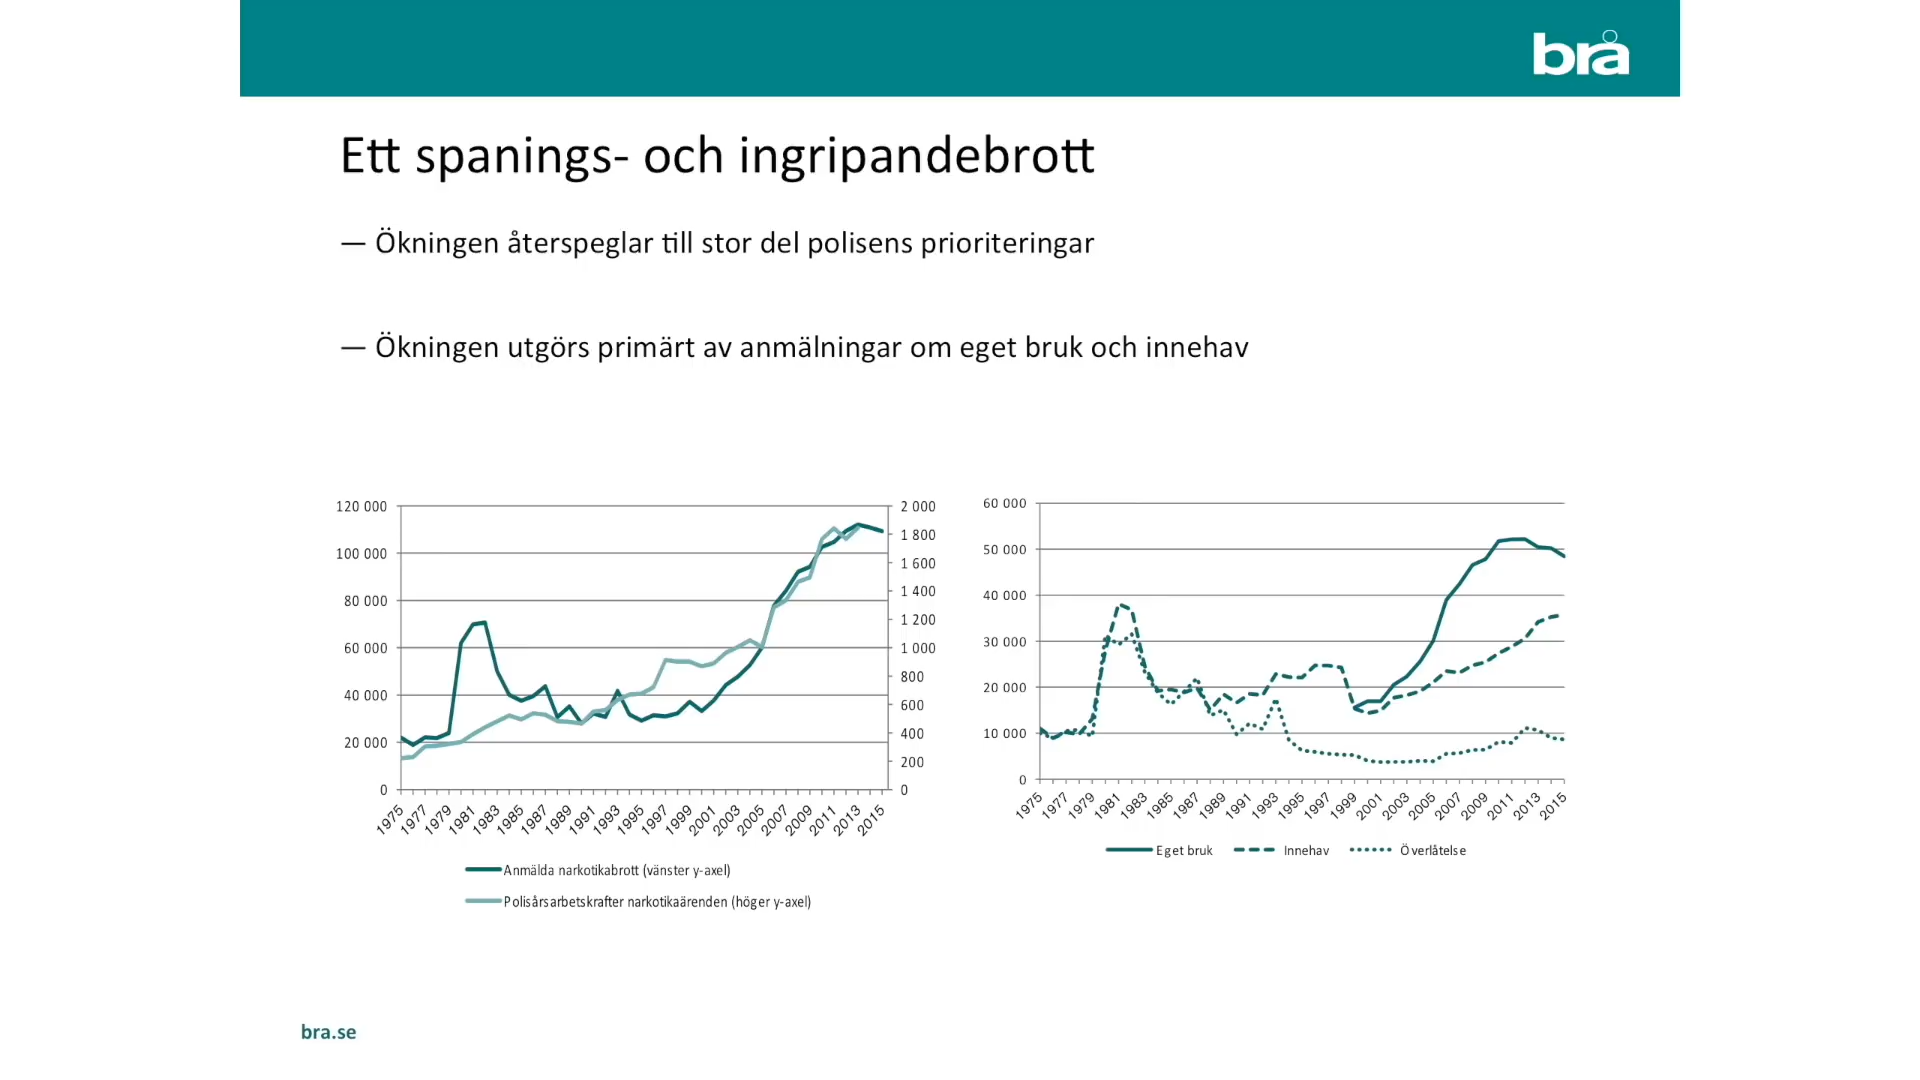 brå
Ett spanings- och ingripandebrott
— Ökningen återspeglar till stor del polisens prioriteringar
— Ökningen utgörs primärt av anmälningar om eget bruk och innehav
120 000
100 000
80 000
60 000
40 000
20 000
0
2 000
1 800
1 600
1 400
1 200
1 000
800
600
400
200
0
1975 1977 1979 1981 1983 1985 1987 1989 1991 1993 1995 1997 1999 2001 2003 2005 2007 2009 2011 2013 2015
Anmälda narkotikabrott (vänster y-axel)
Polisårsarbetskrafter narkotikaärenden (höger y-axel)
60 000
50 000
40 000
30 000
20 000
10 000
0
1975 1977 1979 1981 1983 1985 1987 1989 1991 1993 1995 1997 1999 2001 2003 2005 2007 2009 2011 2013 2015
Eget bruk Innehav Överlåtelse
bra.se